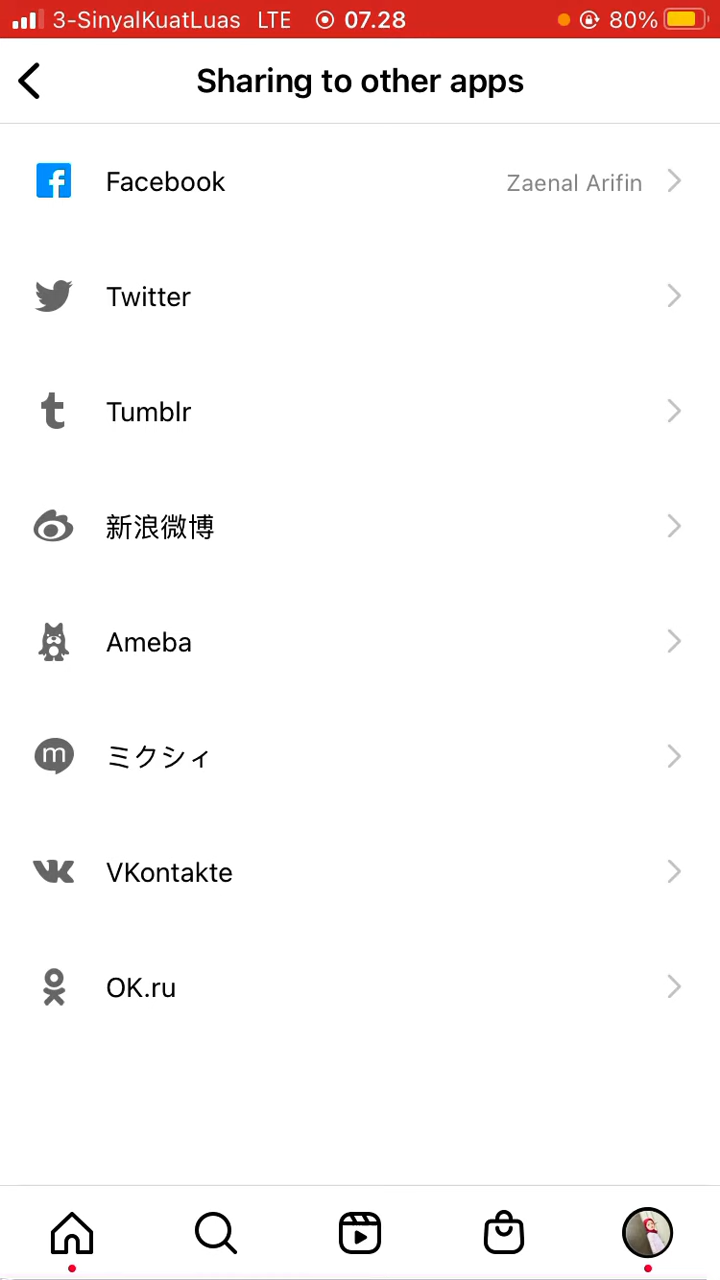 3-SinyalKuatLuas LTE 07.28 80%
Sharing to other apps
Facebook Zaenal Arifin
Twitter
Tumblr
新浪微博
Ameba
ミクシィ
VKontakte
OK.ru